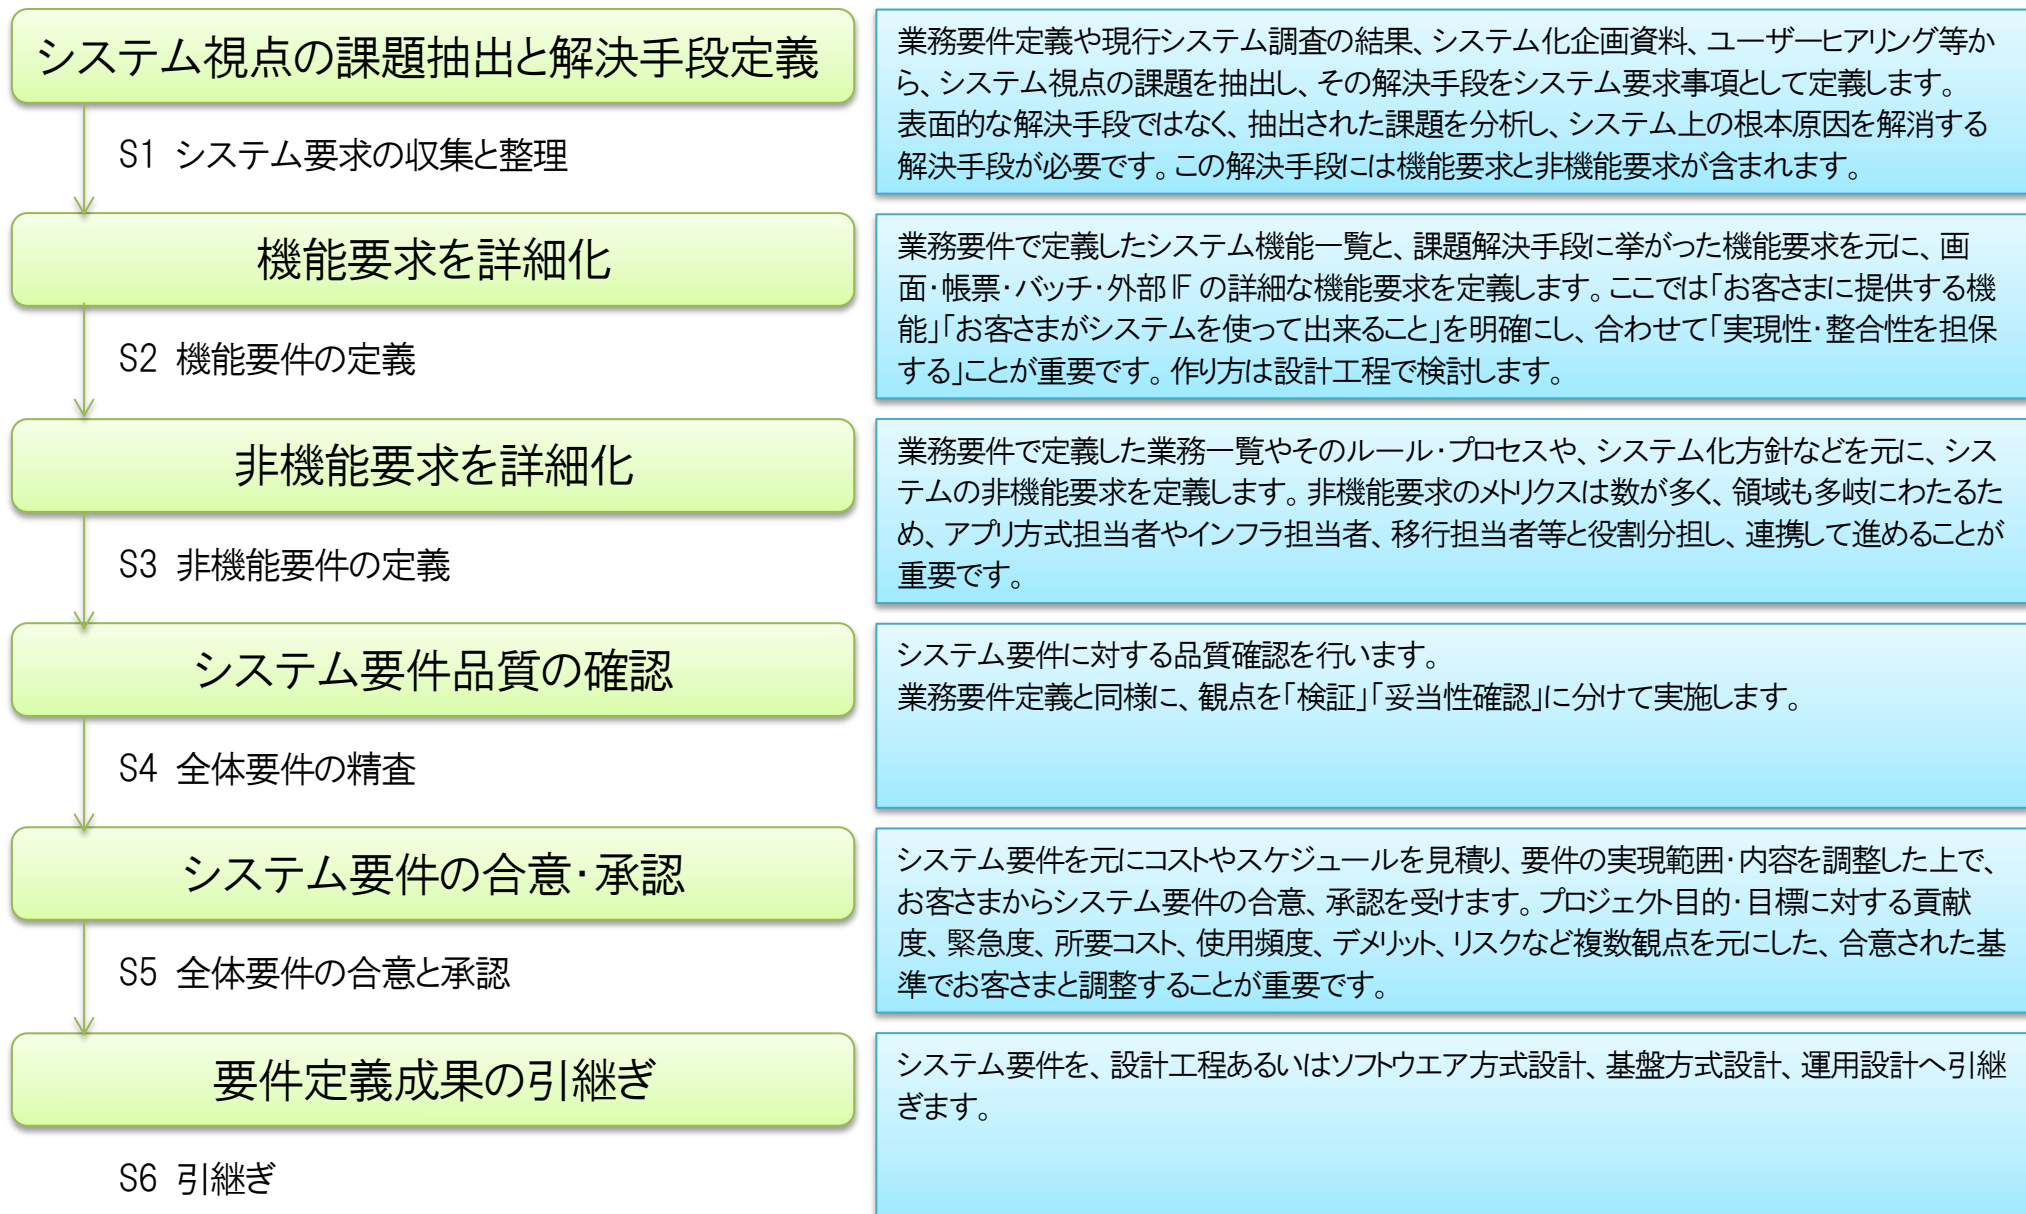 システム視点の課題抽出と解決手段定義
業務要件定義や現行システム調査の結果、システム化企画資料、ユーザーヒアリング等か
ら、システム視点の課題を抽出し、その解決手段をシステム要求事項として定義します。
表面的な解決手段ではなく、抽出された課題を分析し、システム上の根本原因を解消する
解決手段が必要です。この解決手段には機能要求と非機能要求が含まれます。
S1 システム要求の収集と整理
機能要求を詳細化
業務要件で定義したシステム機能一覧と、課題解決手段に挙がった機能要求を元に、画
面・帳票・バッチ・外部IFの詳細な機能要求を定義します。ここでは「お客さまに提供する機
能」「お客さまがシステムを使って出来ること」を明確にし、合わせて「実現性・整合性を担保
する」ことが重要です。作り方は設計工程で検討します。
S2 機能要件の定義
非機能要求を詳細化
業務要件で定義した業務一覧やそのルール・プロセスや、システム化方針などを元に、シス
テムの非機能要求を定義します。非機能要求のメトリクスは数が多く、領域も多岐にわたるた
め、アプリ方式担当者やインフラ担当者、移行担当者等と役割分担し、連携して進めることが
重要です。
S3 非機能要件の定義
システム要件品質の確認
システム要件に対する品質確認を行います。
業務要件定義と同様に、観点を「検証」「妥当性確認」に分けて実施します。
S4 全体要件の精査
システム要件の合意・承認
システム要件を元にコストやスケジュールを見積り、要件の実現範囲・内容を調整した上で、
お客さまからシステム要件の合意、承認を受けます。プロジェクト目的・目標に対する貢献
度、緊急度、所要コスト、使用頻度、デメリット、リスクなど複数観点を元にした、合意された基
準でお客さまと調整することが重要です。
S5 全体要件の合意と承認
要件定義成果の引継ぎ
システム要件を、設計工程あるいはソフトウエア方式設計、基盤方式設計、運用設計へ引継
ぎます。
S6 引継ぎ